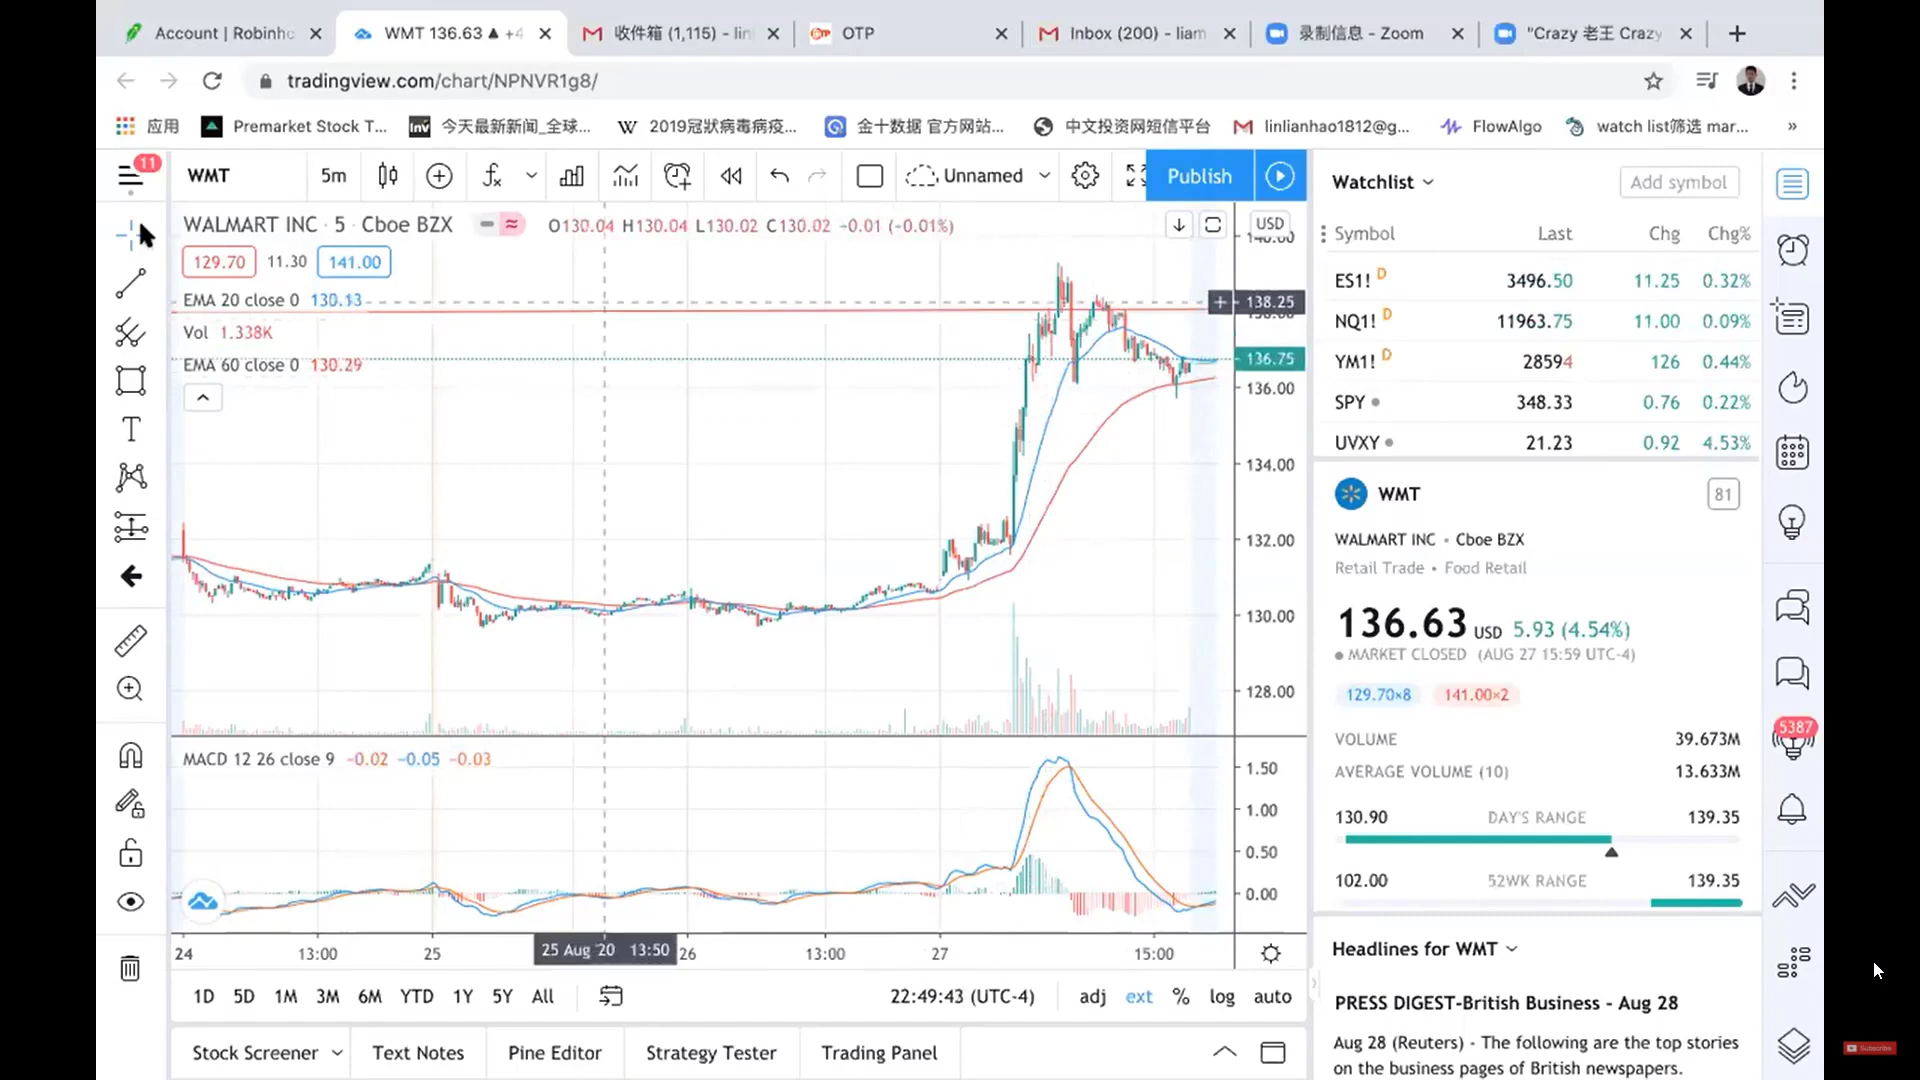 Account | Robinho
WMT 136.63 ▲ +4
收件箱 (1,115) - lin
OTP
Inbox (200) - liam
录制信息 - Zoom
"Crazy 老王 Crazy
tradingview.com/chart/NPNVR1g8/
应用
Premarket Stock T...
Inv
今天最新新闻_全球...
W
2019冠狀病毒病疫...
金十数据 官方网站...
中文投资网短信平台
linlianhao1812@g...
FlowAlgo
watch list筛选 mar...
»
11
WMT
5m
Unnamed
Publish
WALMART INC · 5 · Cboe BZX
O130.04 H130.04 L130.02 C130.02 −0.01 (−0.01%)
USD
129.70
11.30
141.00
EMA 20 close 0 130.13
Vol 1.338K
EMA 60 close 0 130.29
140.00
138.25
138.00
136.75
136.00
134.00
132.00
130.00
128.00
MACD 12 26 close 9 −0.02 −0.05 −0.03
1.50
1.00
0.50
0.00
24
13:00
25
25 Aug '20 13:50
26
13:00
27
15:00
1D 5D 1M 3M 6M YTD 1Y 5Y All
22:49:43 (UTC-4)
adj ext % log auto
Stock Screener
Text Notes
Pine Editor
Strategy Tester
Trading Panel
Watchlist
Add symbol
Symbol Last Chg Chg%
ES1! D 3496.50 11.25 0.32%
NQ1! D 11963.75 11.00 0.09%
YM1! D 28594 126 0.44%
SPY 348.33 0.76 0.22%
UVXY 21.23 0.92 4.53%
WMT
81
WALMART INC • Cboe BZX
Retail Trade • Food Retail
136.63 USD 5.93 (4.54%)
MARKET CLOSED (AUG 27 15:59 UTC-4)
129.70×8 141.00×2
VOLUME 39.673M
AVERAGE VOLUME (10) 13.633M
130.90 DAY'S RANGE 139.35
102.00 52WK RANGE 139.35
Headlines for WMT
PRESS DIGEST-British Business - Aug 28
Aug 28 (Reuters) - The following are the top stories
on the business pages of British newspapers.
5387
Subscribe